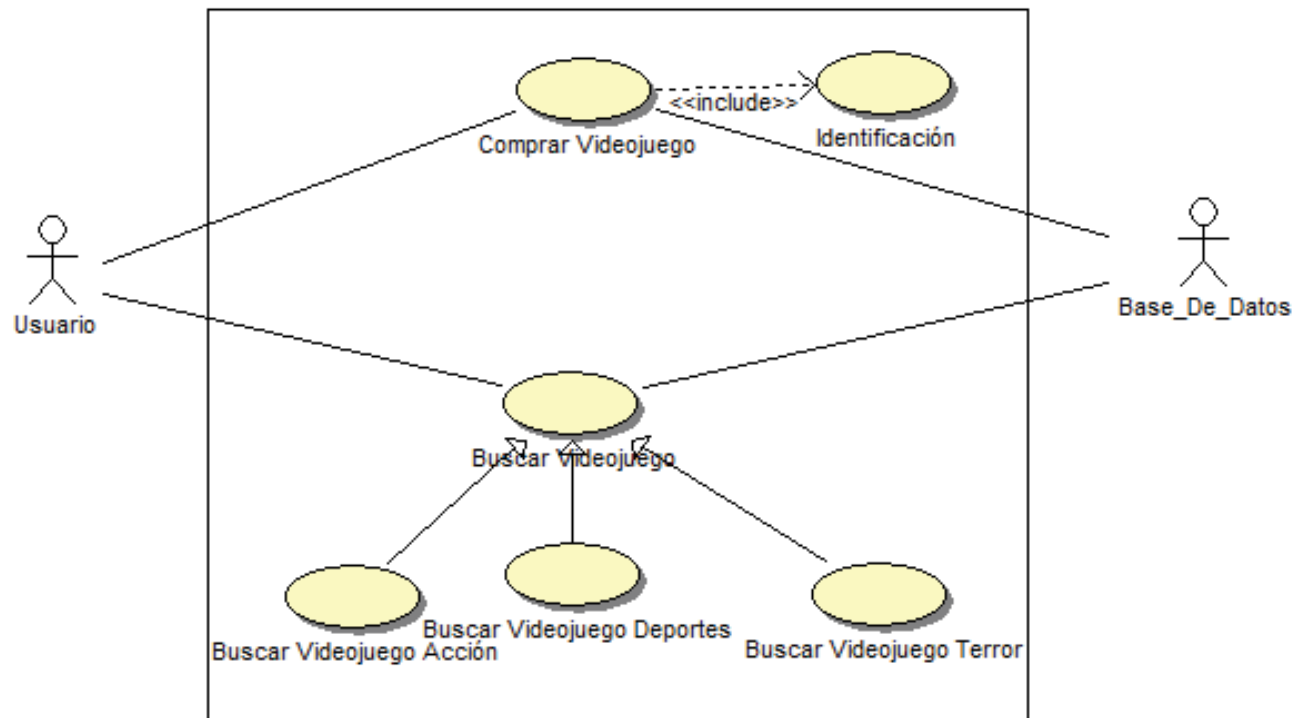 <<include>>
Comprar Videojuego
Identificación
Usuario
Base_De_Datos
Buscar Videojuego
Buscar Videojuego Acción
Buscar Videojuego Deportes
Buscar Videojuego Terror